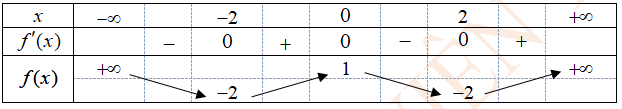 x −∞ −2 0 2 +∞
f′(x) − 0 + 0 − 0 + 
f(x) +∞ −2 1 −2 +∞